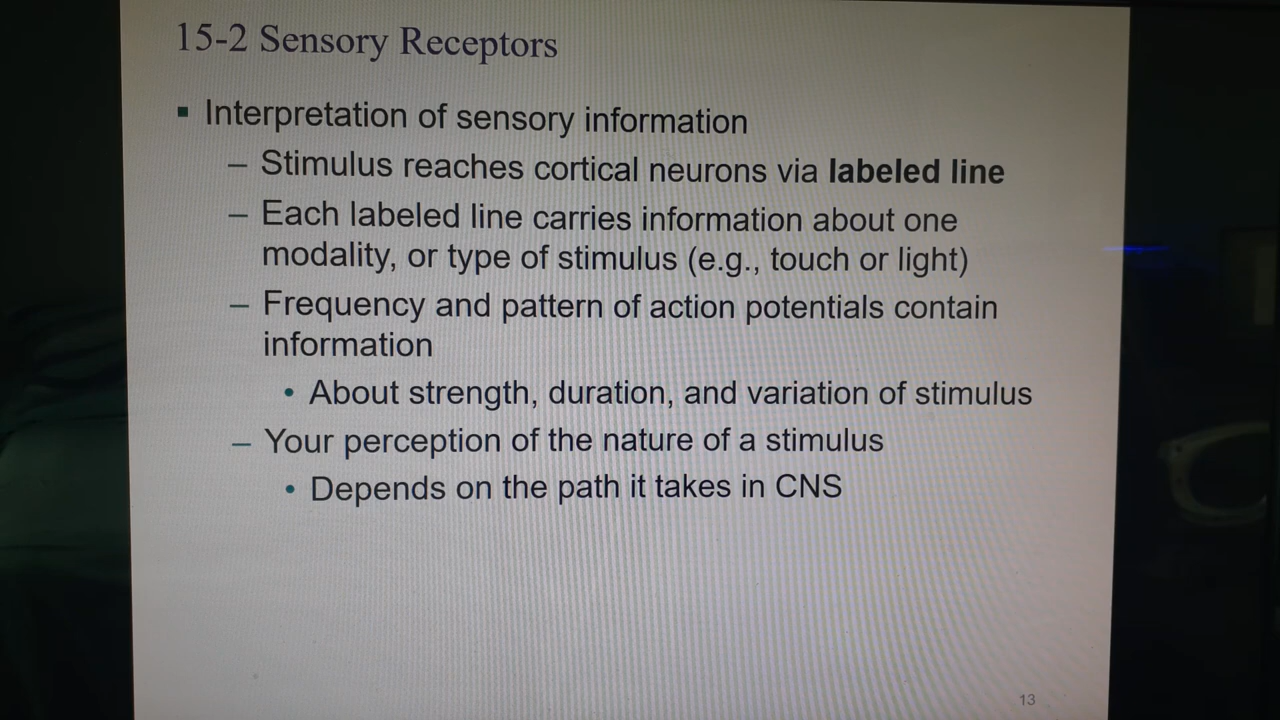 15-2 Sensory Receptors
▪ Interpretation of sensory information
– Stimulus reaches cortical neurons via labeled line
– Each labeled line carries information about one
modality, or type of stimulus (e.g., touch or light)
– Frequency and pattern of action potentials contain
information
• About strength, duration, and variation of stimulus
– Your perception of the nature of a stimulus
• Depends on the path it takes in CNS
13